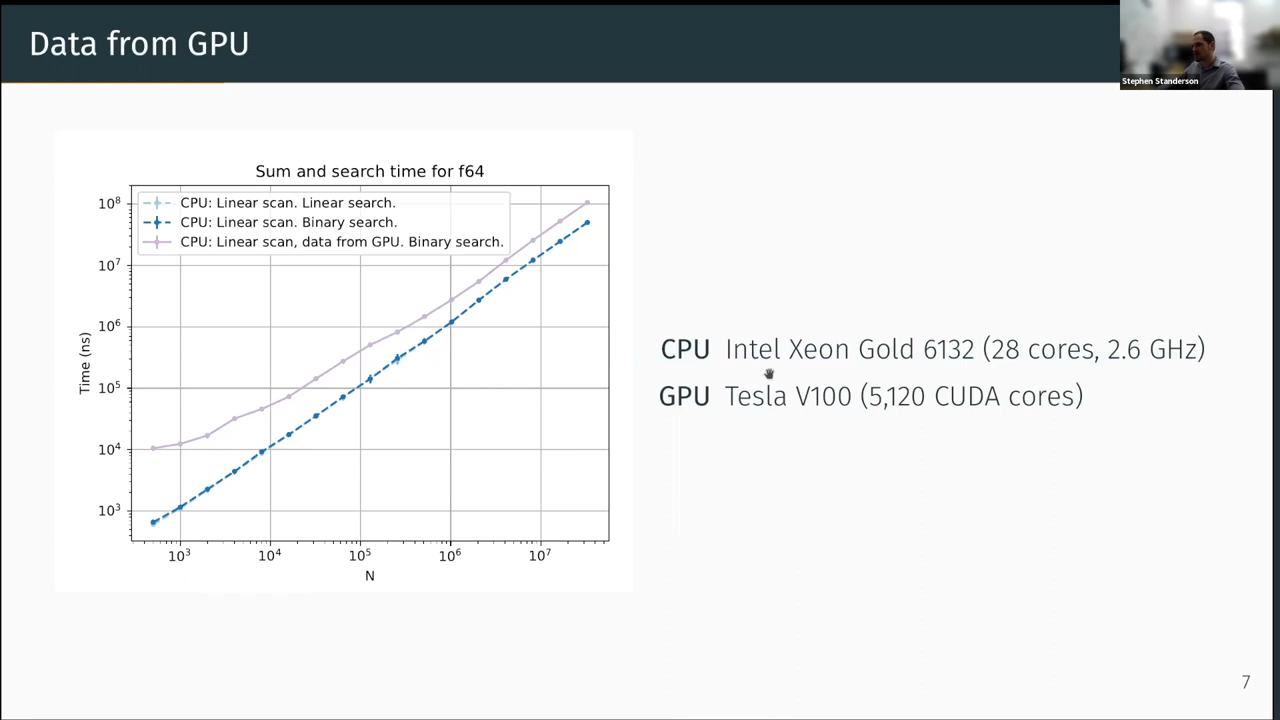 Data from GPU
Stephen Standerson
Sum and search time for f64
CPU: Linear scan. Linear search.
CPU: Linear scan. Binary search.
CPU: Linear scan, data from GPU. Binary search.
10⁸
10⁷
10⁶
10⁵
10⁴
10³
Time (ns)
10³ 10⁴ 10⁵ 10⁶ 10⁷
N
CPU Intel Xeon Gold 6132 (28 cores, 2.6 GHz)
GPU Tesla V100 (5,120 CUDA cores)
7